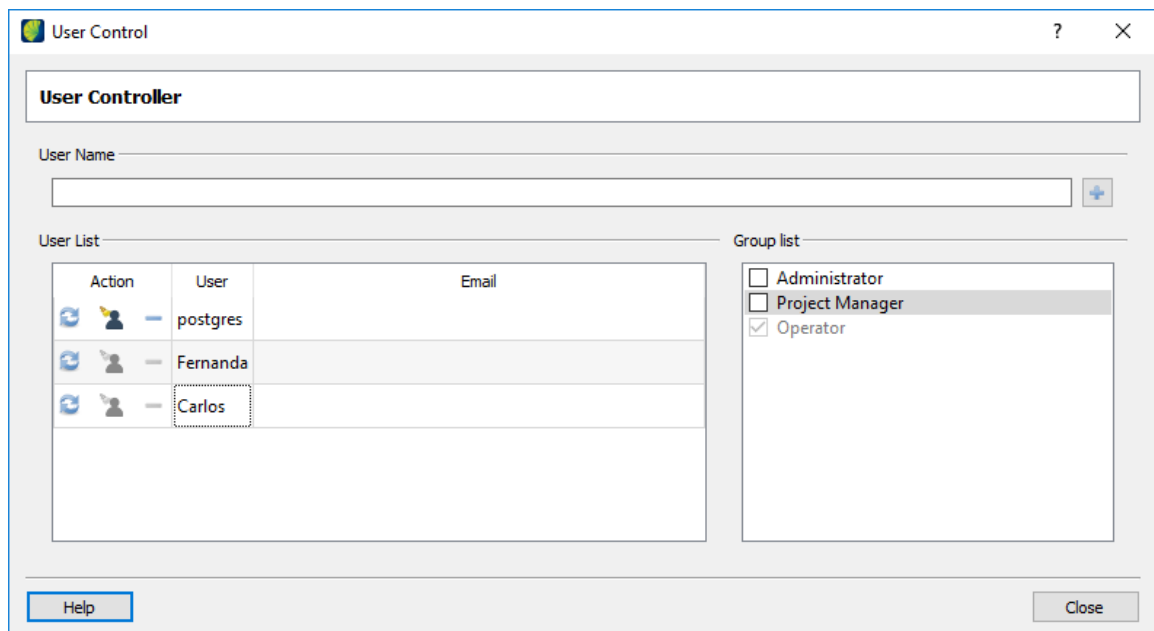 User Control
?
User Controller
User Name
User List
Group list
Action User Email
Administrator
postgres
Project Manager
Operator
Fernanda
Carlos
Help
Close